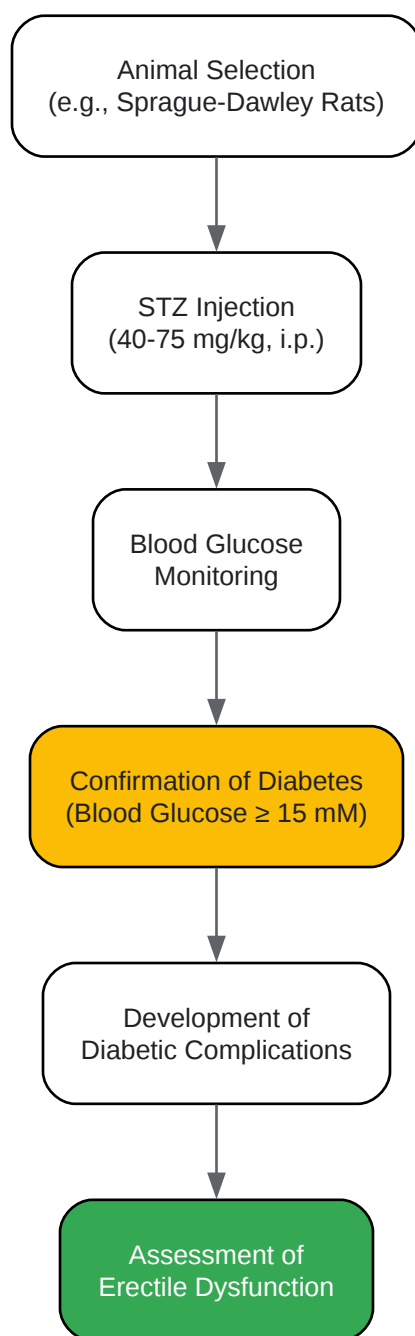 Animal Selection
(e.g., Sprague-Dawley Rats)
STZ Injection
(40-75 mg/kg, i.p.)
Blood Glucose
Monitoring
Confirmation of Diabetes
(Blood Glucose ≥ 15 mM)
Development of
Diabetic Complications
Assessment of
Erectile Dysfunction